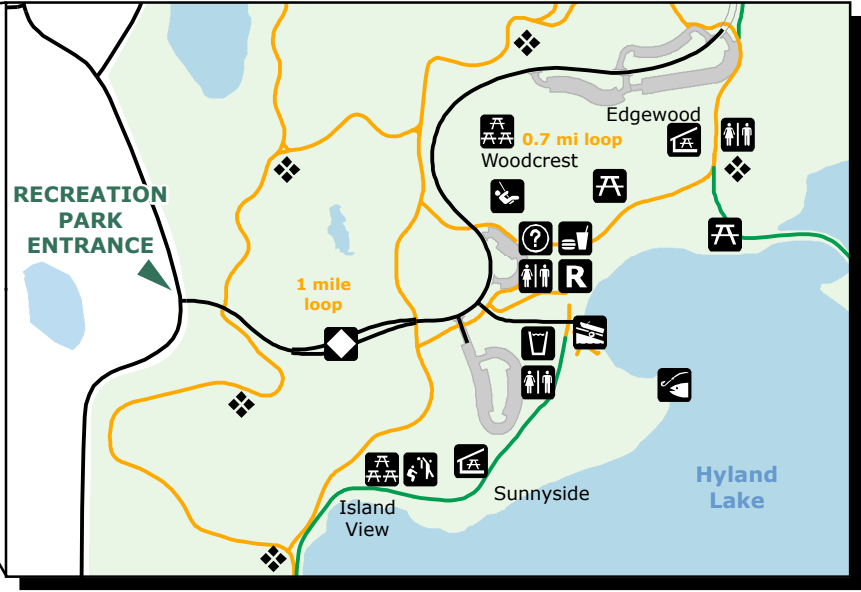 Edgewood
0.7 mi loop
Woodcrest
RECREATION
PARK
ENTRANCE
?
R
1 mile
loop
Hyland
Lake
Sunnyside
Island
View